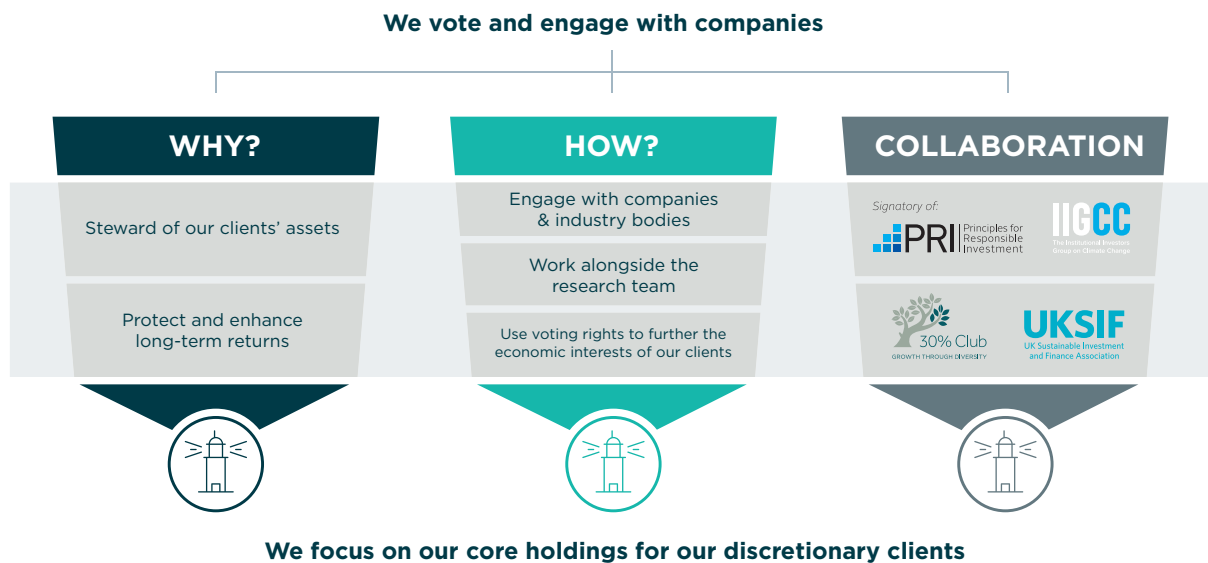 We vote and engage with companies
WHY?
Steward of our clients’ assets
Protect and enhance
long-term returns
HOW?
Engage with companies
& industry bodies
Work alongside the
research team
Use voting rights to further the
economic interests of our clients
COLLABORATION
Signatory of:
PRI
Principles for
Responsible
Investment
IIGCC
The Institutional Investors
Group on Climate Change
30% Club
GROWTH THROUGH DIVERSITY
UKSIF
UK Sustainable Investment
and Finance Association
We focus on our core holdings for our discretionary clients